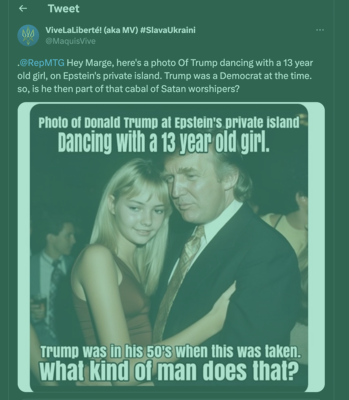 Tweet
ViveLaLiberté! (aka MV) #SlavaUkraini
@MaquisVive
.@RepMTG Hey Marge, here's a photo Of Trump dancing with a 13 year
old girl, on Epstein's private island. Trump was a Democrat at the time.
so, is he then part of that cabal of Satan worshipers?
Photo of Donald Trump at Epstein's private island
Dancing with a 13 year old girl.
Trump was in his 50's when this was taken.
What kind of man does that?